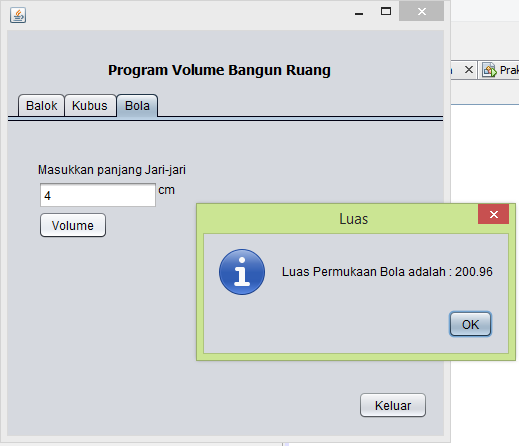 Program Volume Bangun Ruang
Balok Kubus Bola
Masukkan panjang Jari-jari
4 cm
Volume
Luas
Luas Permukaan Bola adalah : 200.96
OK
Keluar
Prak